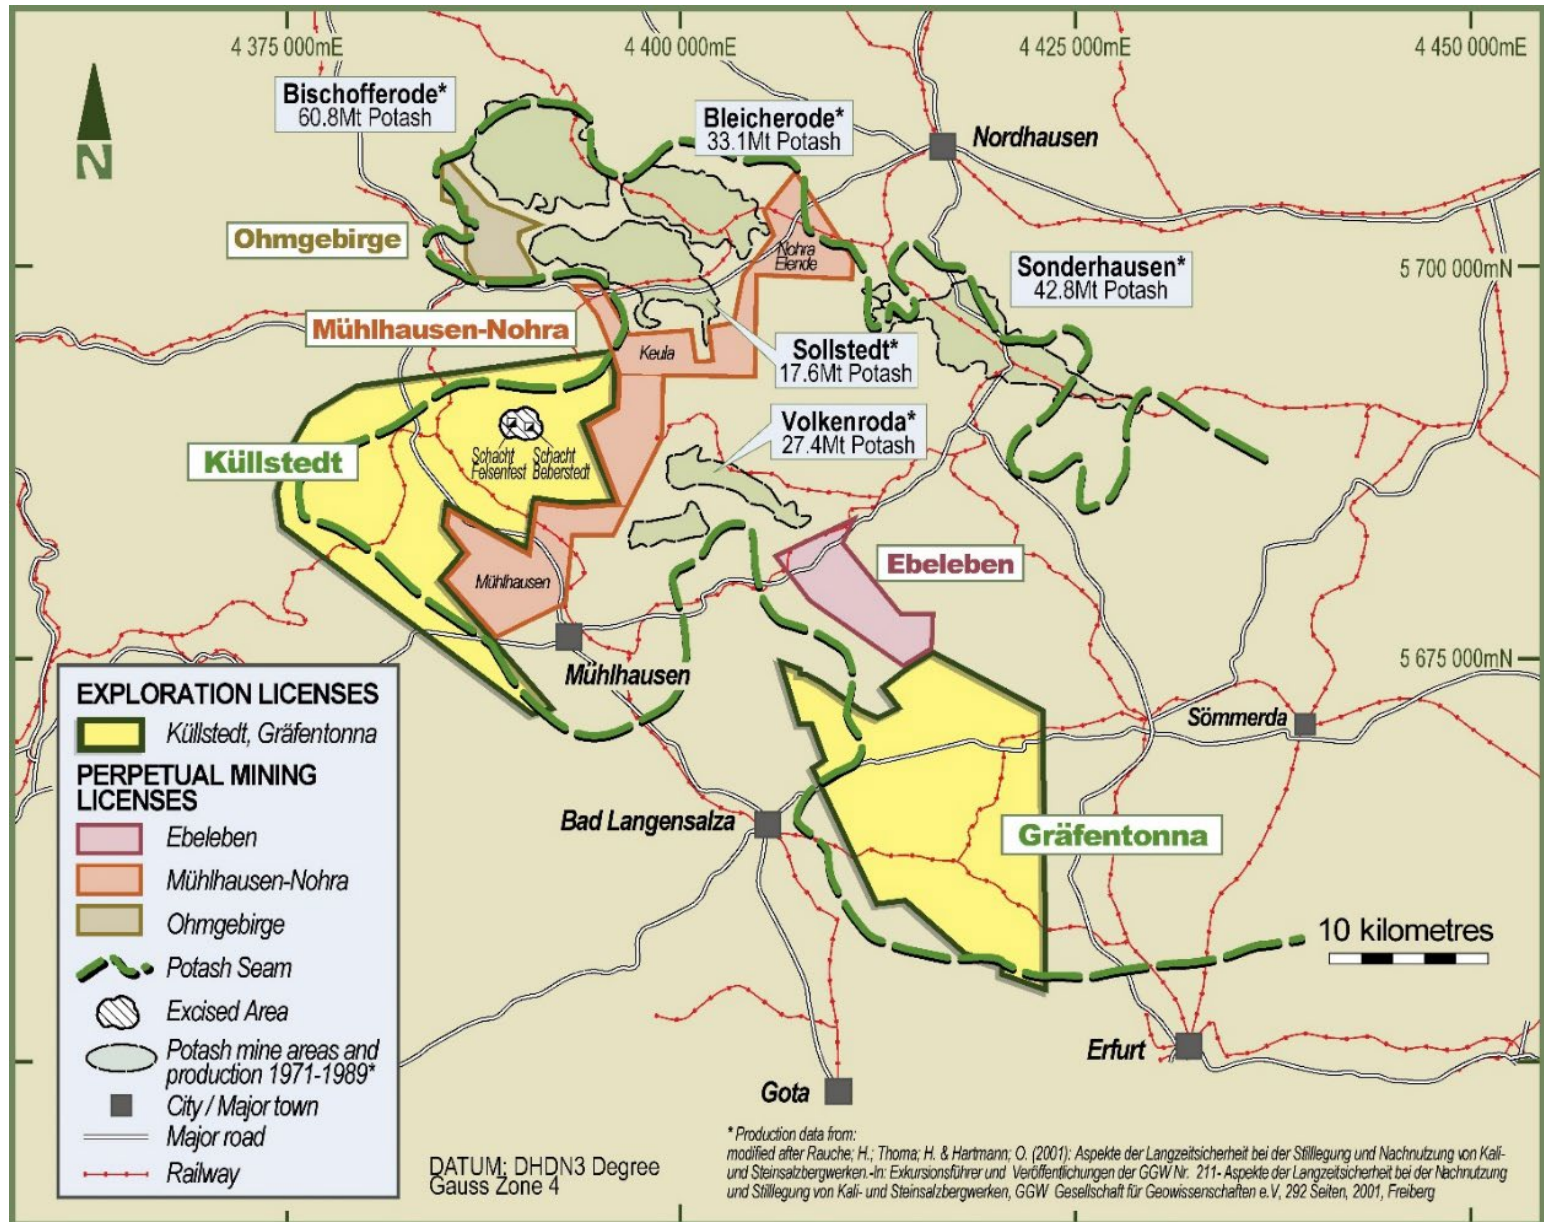 4 375 000mE
4 400 000mE
4 425 000mE
4 450 000mE
N
Bischofferode*
60.8Mt Potash
Bleicherode*
33.1Mt Potash
Nordhausen
Ohmgebirge
Nohra
Elende
Sonderhausen*
42.8Mt Potash
5 700 000mN
Mühlhausen-Nohra
Keula
Sollstedt*
17.6Mt Potash
Volkenroda*
27.4Mt Potash
Küllstedt
Schacht
Felsenfest
Schacht
Beberstedt
Ebeleben
Mühlhausen
Mühlhausen
5 675 000mN
Sömmerda
EXPLORATION LICENSES
Küllstedt, Gräfentonna
PERPETUAL MINING
LICENSES
Ebeleben
Mühlhausen-Nohra
Ohmgebirge
Potash Seam
Excised Area
Potash mine areas and
production 1971-1989*
City / Major town
Major road
Railway
Bad Langensalza
Gräfentonna
10 kilometres
Erfurt
Gota
DATUM: DHDN3 Degree
Gauss Zone 4
* Production data from:
modified after Rauche, H.; Thoma; H. & Hartmann; O. (2001): Aspekte der Langzeitsicherheit bei der Stilllegung und Nachnutzung von Kali-
und Steinsalzbergwerken.-In: Exkursionsführer und Veröffentlichungen der GGW Nr. 211- Aspekte der Langzeitsicherheit bei der Nachnutzung
und Stilllegung von Kali- und Steinsalzbergwerken, GGW Gesellschaft für Geowissenschaften e.V, 292 Seiten, 2001, Freiberg